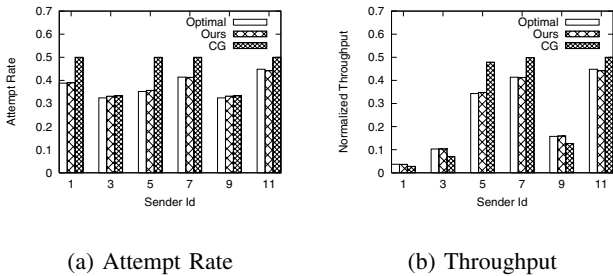 0.7
0.6
0.5
0.4
0.3
0.2
0.1
0
Attempt Rate
Optimal
Ours
CG
1 3 5 7 9 11
Sender Id
(a) Attempt Rate
0.7
0.6
0.5
0.4
0.3
0.2
0.1
0
Normalized Throughput
Optimal
Ours
CG
1 3 5 7 9 11
Sender Id
(b) Throughput